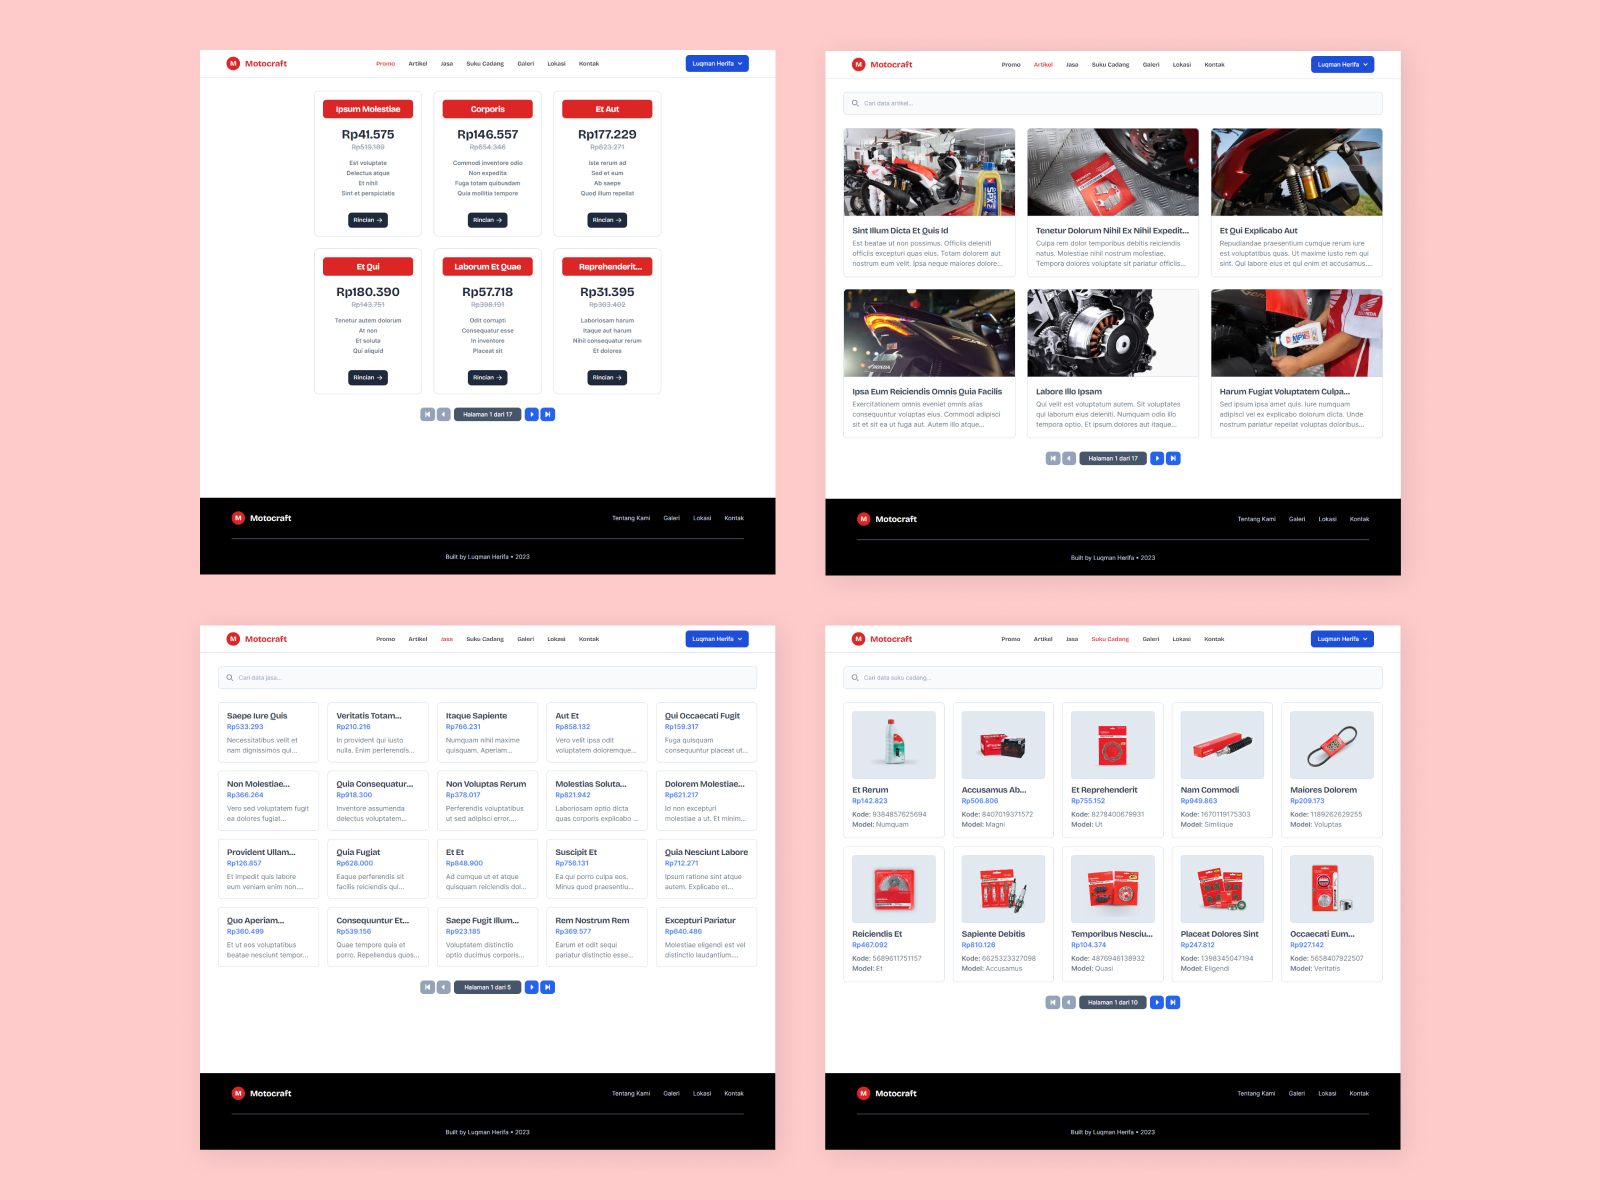 Motocraft
Promo Artikel Jasa Suku Cadang Galeri Lokasi Kontak
Luqman Herifa
Ipsum Molestiae
Rp41.575
Rp519.189
Est voluptate
Delectus atque
Et nihil
Sint et perspiciatis
Rincian →
Corporis
Rp146.557
Rp654.346
Commodi inventore odio
Non expedita
Fuga totam quibusdam
Quia mollitia tempore
Rincian →
Et Aut
Rp177.229
Rp823.271
Iste rerum ad
Sed et eum
Ab saepe
Quod illum repellat
Rincian →
Et Qui
Rp180.390
Rp143.751
Tenetur autem dolorum
At non
Et soluta
Qui aliquid
Rincian →
Laborum Et Quae
Rp57.718
Rp398.191
Odit corrupti
Consequatur esse
In inventore
Placeat sit
Rincian →
Reprehenderit...
Rp31.395
Rp303.402
Laboriosam harum
Itaque aut harum
Nihil consequatur rerum
Et dolores
Rincian →
Halaman 1 dari 17
Motocraft
Tentang Kami Galeri Lokasi Kontak
Built by Luqman Herifa • 2023
Motocraft
Promo Artikel Jasa Suku Cadang Galeri Lokasi Kontak
Luqman Herifa
Cari data artikel...
Sint Illum Dicta Et Quis Id
Est beatae ut non possimus. Officiis deleniti
officiis excepturi quas eius. Totam dolorem aut
nostrum eum velit. Ipsa neque maiores dolore...
Tenetur Dolorum Nihil Ex Nihil Expedit...
Culpa rem dolor temporibus debitis reiciendis
natus. Molestiae nihil nostrum molestiae.
Tempora dolores voluptate sit pariatur officiis...
Et Qui Explicabo Aut
Repudiandae praesentium cumque rerum iure
est voluptatibus quas. Ut maxime iusto rem qui
sint. Qui labore eius et qui enim et accusamus....
Ipsa Eum Reiciendis Omnis Quia Facilis
Exercitationem omnis eveniet omnis alias
consequuntur voluptas eius. Commodi adipisci
sit et sit ea ut fuga aut. Autem illo atque...
Labore Illo Ipsam
Qui velit est voluptatum autem. Sit voluptates
qui laborum eius deleniti. Numquam odio illo
tempora optio. Et ipsum dolores aut itaque...
Harum Fugiat Voluptatem Culpa...
Sed ipsum ipsa amet quis. Iure numquam
adipisci vel ex explicabo dolorum dicta. Unde
nostrum pariatur repellat voluptas doloribus...
Halaman 1 dari 17
Motocraft
Tentang Kami Galeri Lokasi Kontak
Built by Luqman Herifa • 2023
Motocraft
Promo Artikel Jasa Suku Cadang Galeri Lokasi Kontak
Luqman Herifa
Cari data jasa...
Saepe Iure Quis
Rp533.293
Necessitatibus velit et
nam dignissimos qui...
Veritatis Totam...
Rp210.216
In provident qui iusto
nulla. Enim perferendis...
Itaque Sapiente
Rp766.231
Numquam nihil maxime
quisquam. Aperiam...
Aut Et
Rp858.132
Vero velit ipsa odit
voluptatem doloremque...
Qui Occaecati Fugit
Rp159.317
Fuga quisquam
consequuntur placeat ut...
Non Molestiae...
Rp366.264
Vero sed voluptatem fugit
ea dolores fugiat...
Quia Consequatur...
Rp918.300
Inventore assumenda
delectus voluptatem...
Non Voluptas Rerum
Rp378.017
Perferendis voluptatibus
ut sed adipisci error....
Molestias Soluta...
Rp821.942
Laboriosam optio dicta
quas corporis explicabo ...
Dolorem Molestiae...
Rp621.217
Id non excepturi
molestiae a ut. Et minim...
Provident Ullam...
Rp126.857
Et impedit quis labore
eum veniam enim non....
Quia Fugiat
Rp628.000
Eaque perferendis sit
facilis reiciendis qui...
Et Et
Rp848.900
Ad cumque ut et atque
quisquam reiciendis dol...
Suscipit Et
Rp756.131
Ea qui porro culpa eos.
Minus quod praesentiu...
Quia Nesciunt Labore
Rp712.271
Ipsum ratione sint atque
autem. Explicabo et...
Quo Aperiam...
Rp360.499
Et ut eos voluptatibus
beatae nesciunt tempor...
Consequuntur Et...
Rp539.156
Quae tempore quia et
porro. Repellendus quos...
Saepe Fugit Illum...
Rp923.185
Voluptatem distinctio
optio ducimus corporis...
Rem Nostrum Rem
Rp369.577
Earum et odit sequi
pariatur distinctio esse...
Excepturi Pariatur
Rp640.486
Molestiae eligendi est vel
distinctio laudantium....
Halaman 1 dari 5
Motocraft
Tentang Kami Galeri Lokasi Kontak
Built by Luqman Herifa • 2023
Motocraft
Promo Artikel Jasa Suku Cadang Galeri Lokasi Kontak
Luqman Herifa
Cari data suku cadang...
Et Rerum
Rp142.823
Kode: 9384857625694
Model: Numquam
Accusamus Ab...
Rp506.806
Kode: 8407019371572
Model: Magni
Et Reprehenderit
Rp755.152
Kode: 8278400679931
Model: Ut
Nam Commodi
Rp949.863
Kode: 1670119175303
Model: Similique
Maiores Dolorem
Rp209.173
Kode: 1189262629255
Model: Voluptas
Reiciendis Et
Rp467.092
Kode: 5689611751157
Model: Et
Sapiente Debitis
Rp810.126
Kode: 6625323327098
Model: Accusamus
Temporibus Nesciu...
Rp104.374
Kode: 4876946138932
Model: Quasi
Placeat Dolores Sint
Rp247.812
Kode: 1398345047194
Model: Eligendi
Occaecati Eum...
Rp927.142
Kode: 5658407922507
Model: Veritatis
Halaman 1 dari 10
Motocraft
Tentang Kami Galeri Lokasi Kontak
Built by Luqman Herifa • 2023